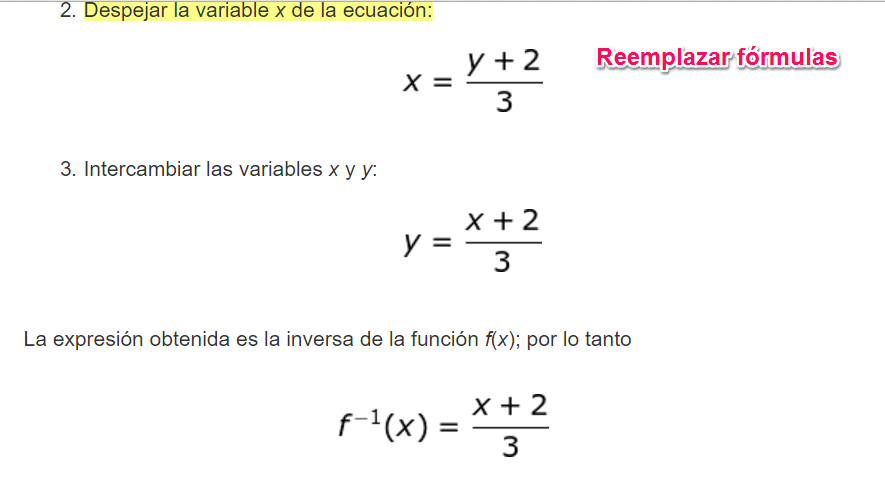 2. Despejar la variable x de la ecuación:
Reemplazar fórmulas
x = \frac{y + 2}{3}
3. Intercambiar las variables x y y:
y = \frac{x + 2}{3}
La expresión obtenida es la inversa de la función f(x); por lo tanto
f^{-1}(x) = \frac{x + 2}{3}